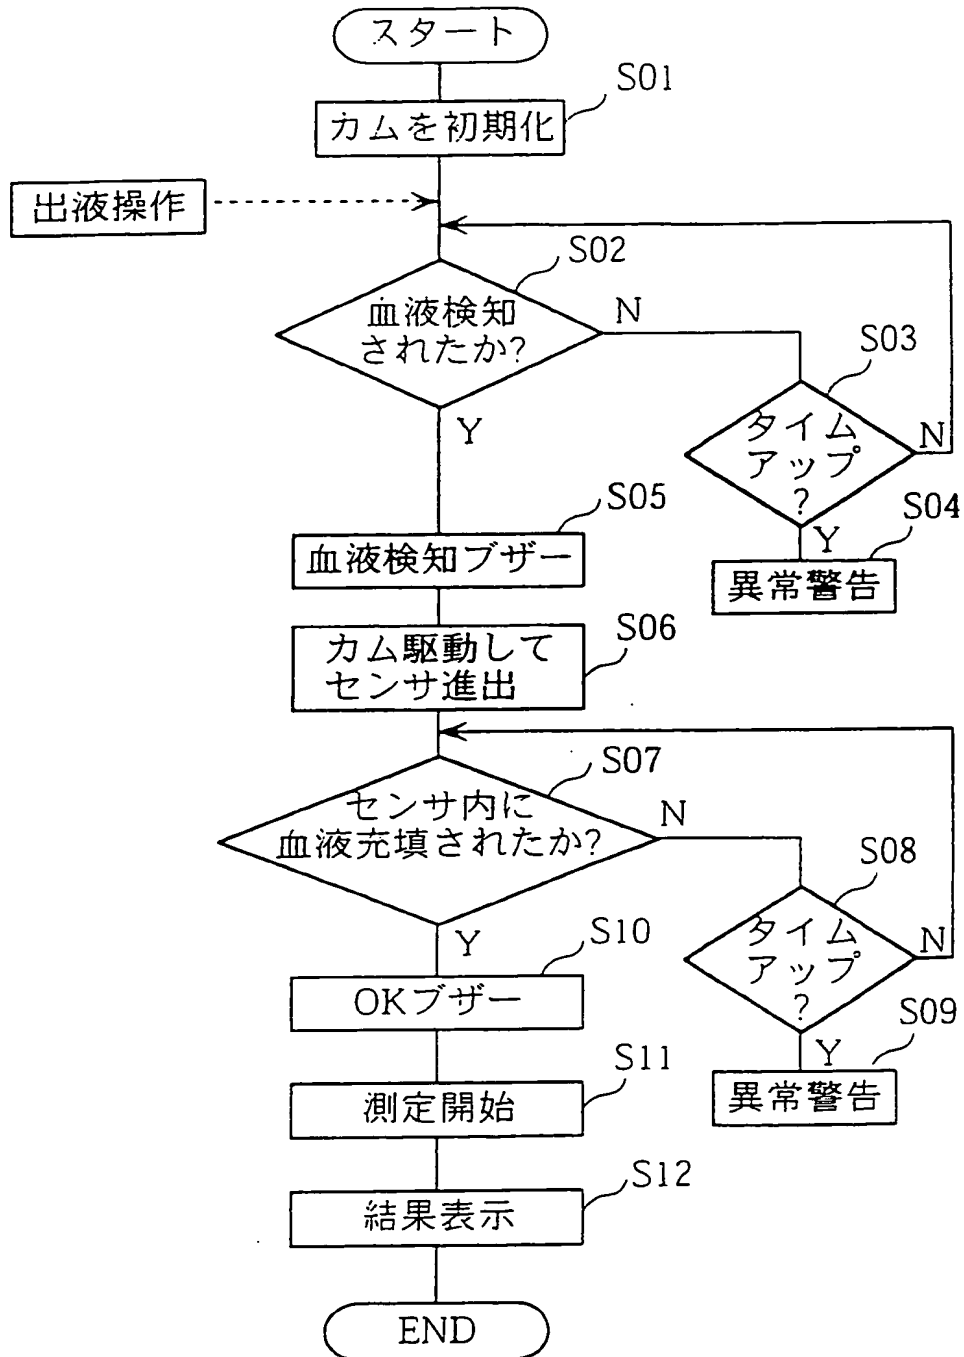 スタート
S01
カムを初期化
出液操作
S02
血液検知
されたか?
N
Y
S03
タイム
アップ
?
N
Y
S04
異常警告
S05
血液検知ブザー
S06
カム駆動して
センサ進出
S07
センサ内に
血液充填されたか?
N
Y
S08
タイム
アップ
?
N
Y
S09
異常警告
S10
OKブザー
S11
測定開始
S12
結果表示
END